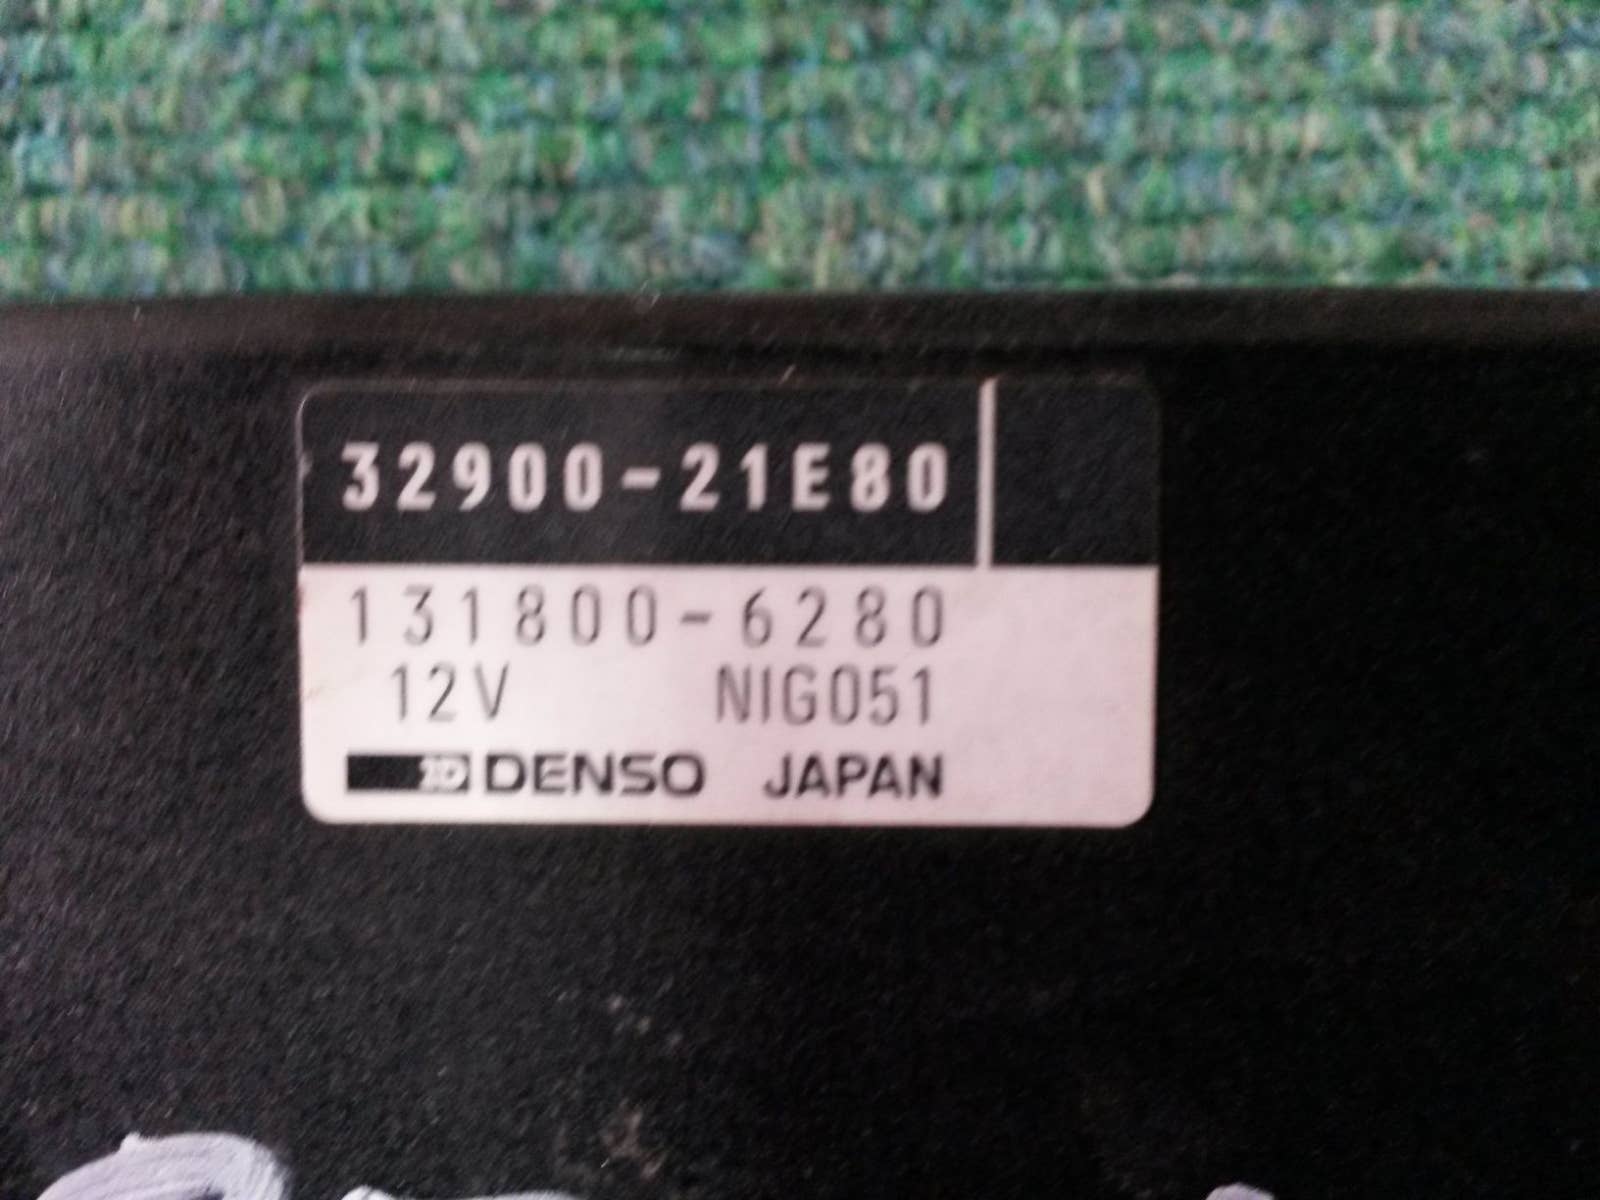 32900-21E80
131800-6280
12V NIG051
DENSO JAPAN